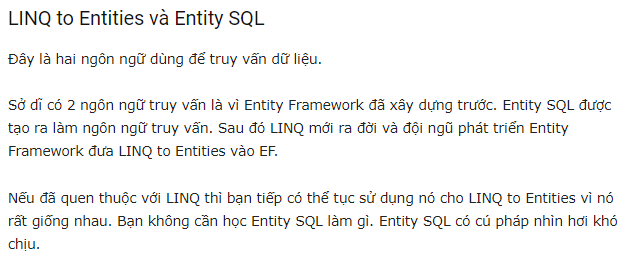 LINQ to Entities và Entity SQL
Đây là hai ngôn ngữ dùng để truy vấn dữ liệu.
Sở dĩ có 2 ngôn ngữ truy vấn là vì Entity Framework đã xây dựng trước. Entity SQL được
tạo ra làm ngôn ngữ truy vấn. Sau đó LINQ mới ra đời và đội ngũ phát triển Entity
Framework đưa LINQ to Entities vào EF.
Nếu đã quen thuộc với LINQ thì bạn tiếp có thể tục sử dụng nó cho LINQ to Entities vì nó
rất giống nhau. Bạn không cần học Entity SQL làm gì. Entity SQL có cú pháp nhìn hơi khó
chịu.